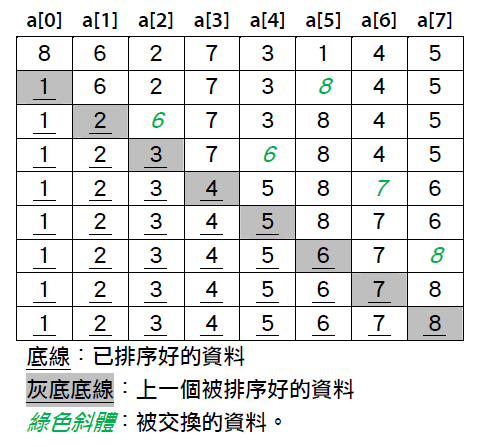 a[0] a[1] a[2] a[3] a[4] a[5] a[6] a[7]
8 6 2 7 3 1 4 5
1 6 2 7 3 8 4 5
1 2 6 7 3 8 4 5
1 2 3 7 6 8 4 5
1 2 3 4 5 8 7 6
1 2 3 4 5 8 7 6
1 2 3 4 5 6 7 8
1 2 3 4 5 6 7 8
1 2 3 4 5 6 7 8
底線：已排序好的資料
灰底底線：上一個被排序好的資料
綠色斜體：被交換的資料。